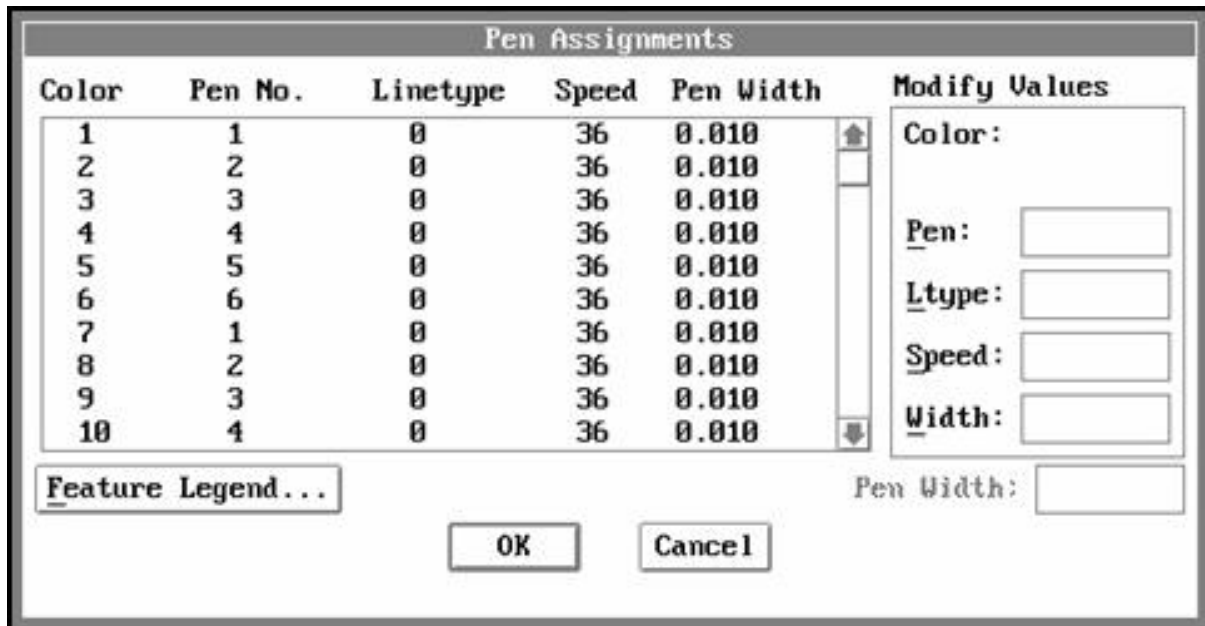 Pen Assignments
Color Pen No. Linetype Speed Pen Width
1 1 0 36 0.010
2 2 0 36 0.010
3 3 0 36 0.010
4 4 0 36 0.010
5 5 0 36 0.010
6 6 0 36 0.010
7 1 0 36 0.010
8 2 0 36 0.010
9 3 0 36 0.010
10 4 0 36 0.010
Modify Values
Color:
Pen:
Ltype:
Speed:
Width:
Feature Legend...
Pen Width:
OK Cancel